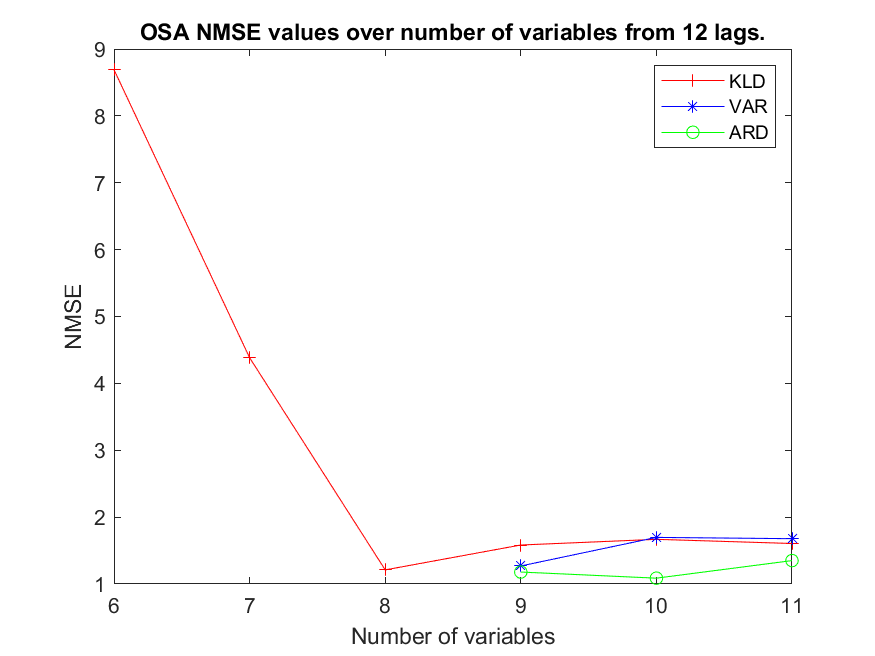 OSA NMSE values over number of variables from 12 lags.
9
8
7
6
5
4
3
2
1
NMSE
KLD
VAR
ARD
6 7 8 9 10 11
Number of variables